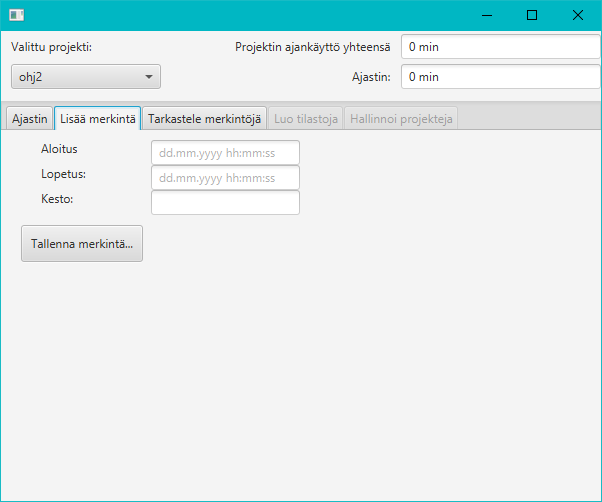 Valittu projekti:
Projektin ajankäyttö yhteensä
0 min
ohj2
Ajastin:
0 min
Ajastin
Lisää merkintä
Tarkastele merkintöjä
Luo tilastoja
Hallinnoi projekteja
Aloitus
dd.mm.yyyy hh:mm:ss
Lopetus:
dd.mm.yyyy hh:mm:ss
Kesto:
Tallenna merkintä...